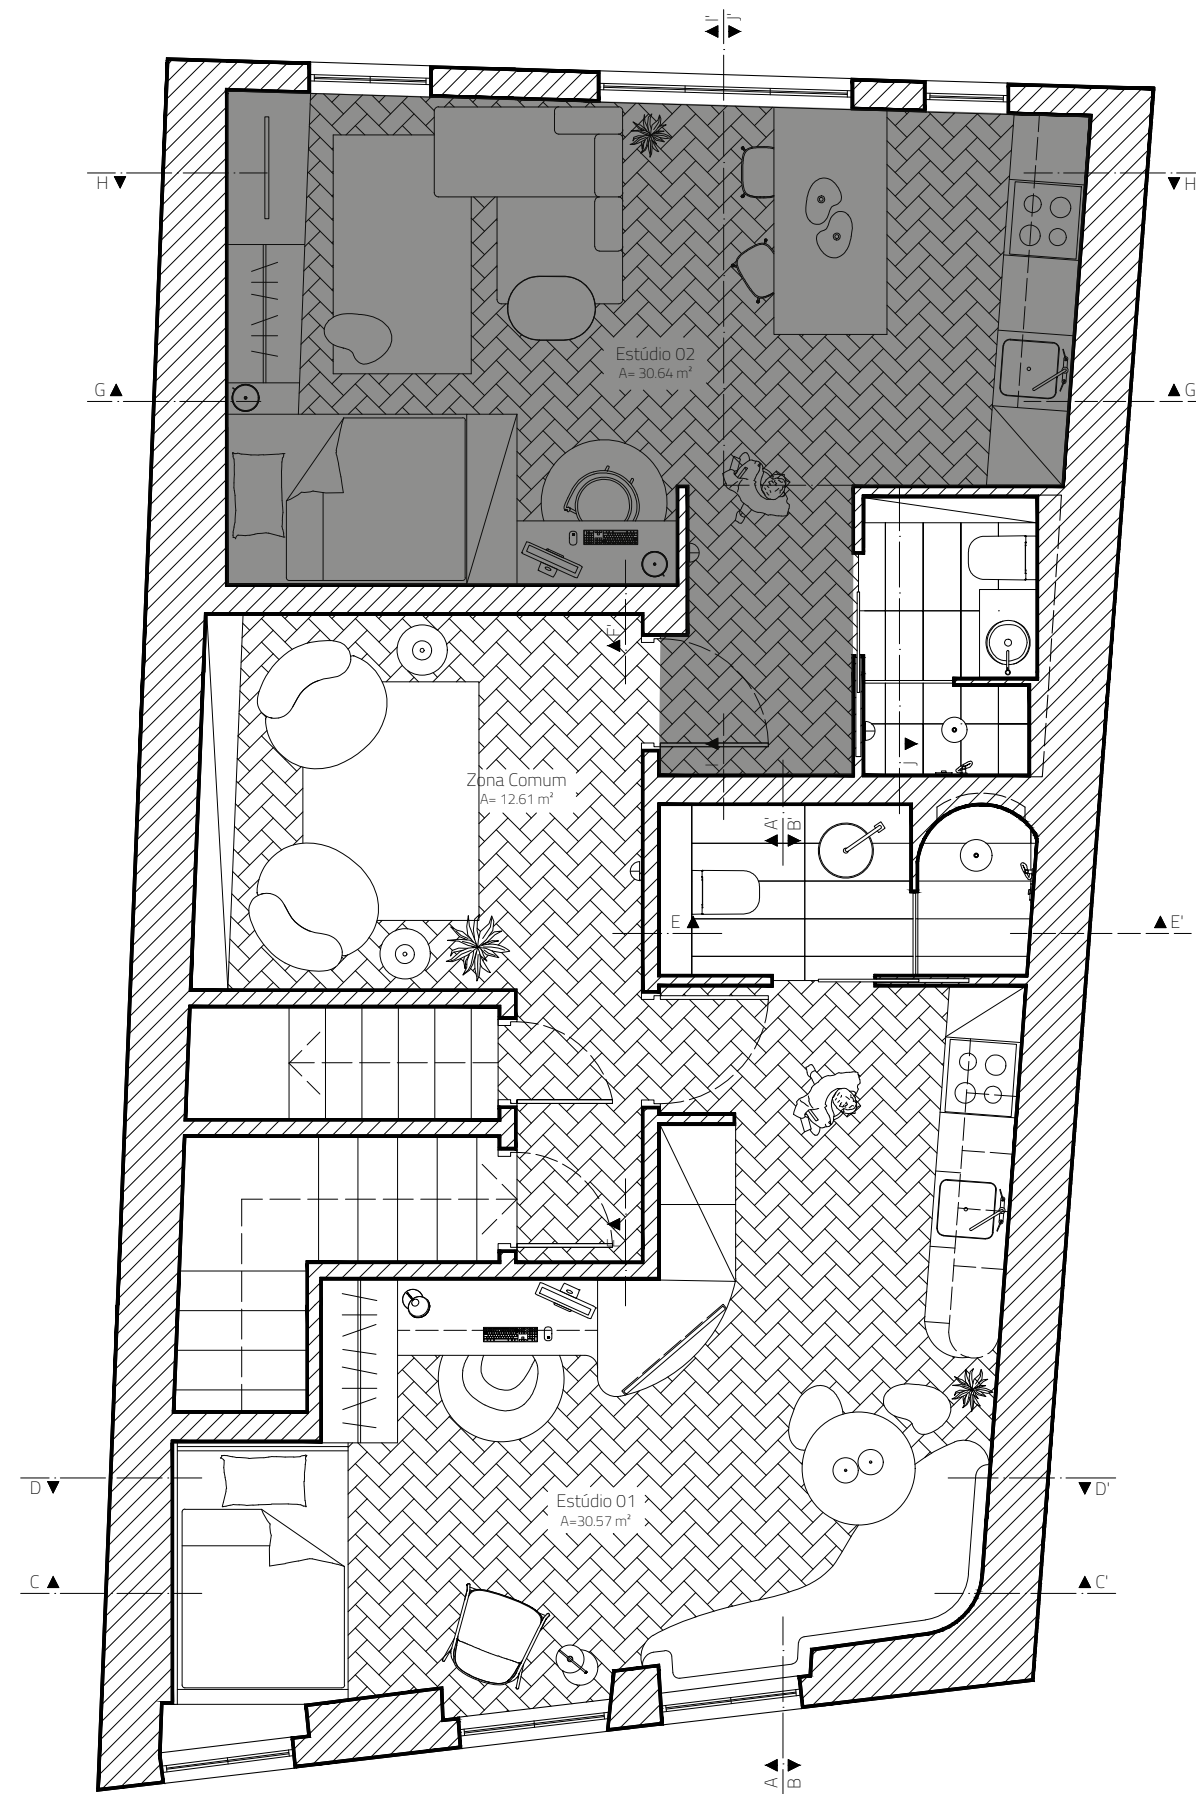 I' J'
H H
G G
Estúdio 02
A= 30.64 m²
F'
Zona Comum
A= 12.61 m²
I J
A' B'
E E'
F
Estúdio 01
A=30.57 m²
D D'
C C'
A B